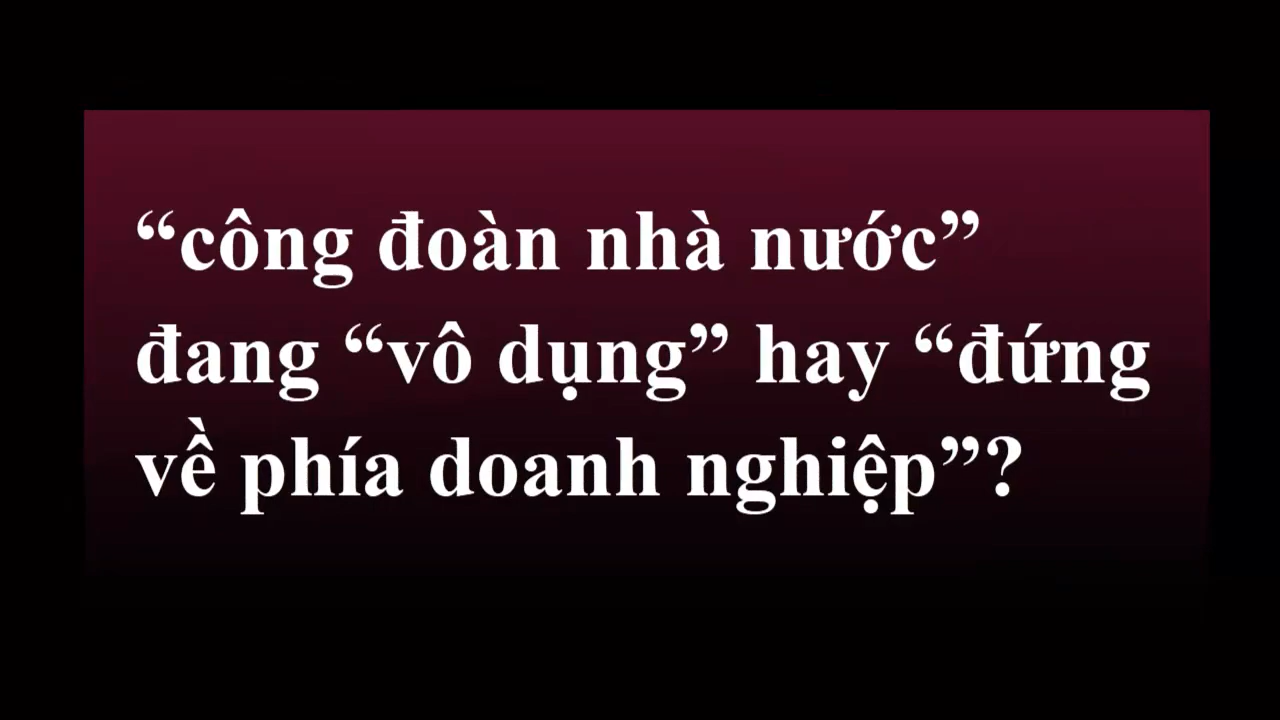 “công đoàn nhà nước”
đang “vô dụng” hay “đứng
về phía doanh nghiệp”?